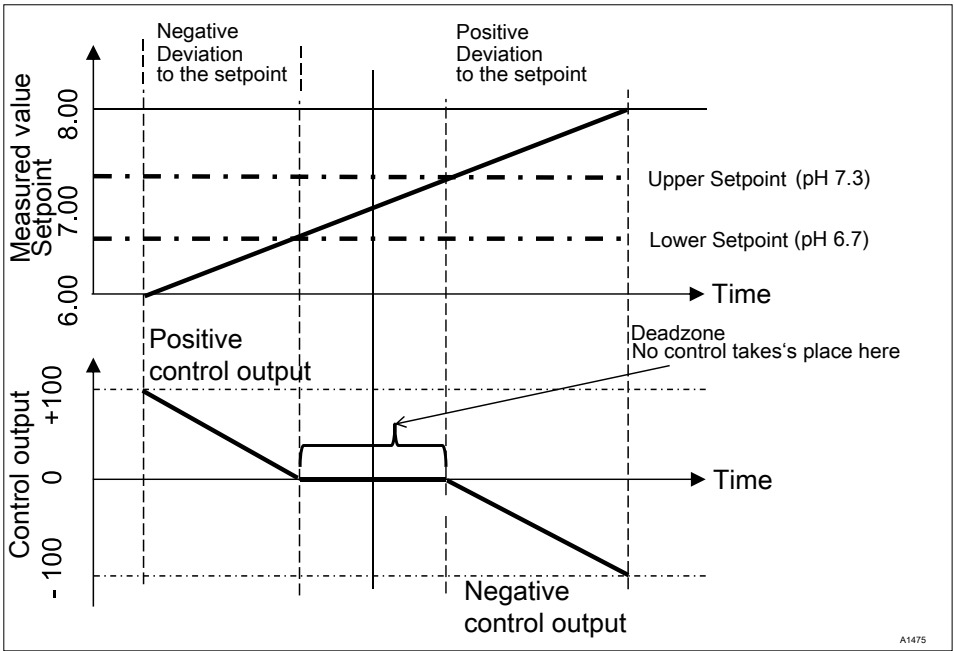 Negative
Deviation
to the setpoint
Positive
Deviation
to the setpoint
Measured value
Setpoint
8.00
7.00
6.00
Upper Setpoint (pH 7.3)
Lower Setpoint (pH 6.7)
Time
Positive
control output
Deadzone
No control takes's place here
Control output
+100
0
- 100
Time
Negative
control output
A1475